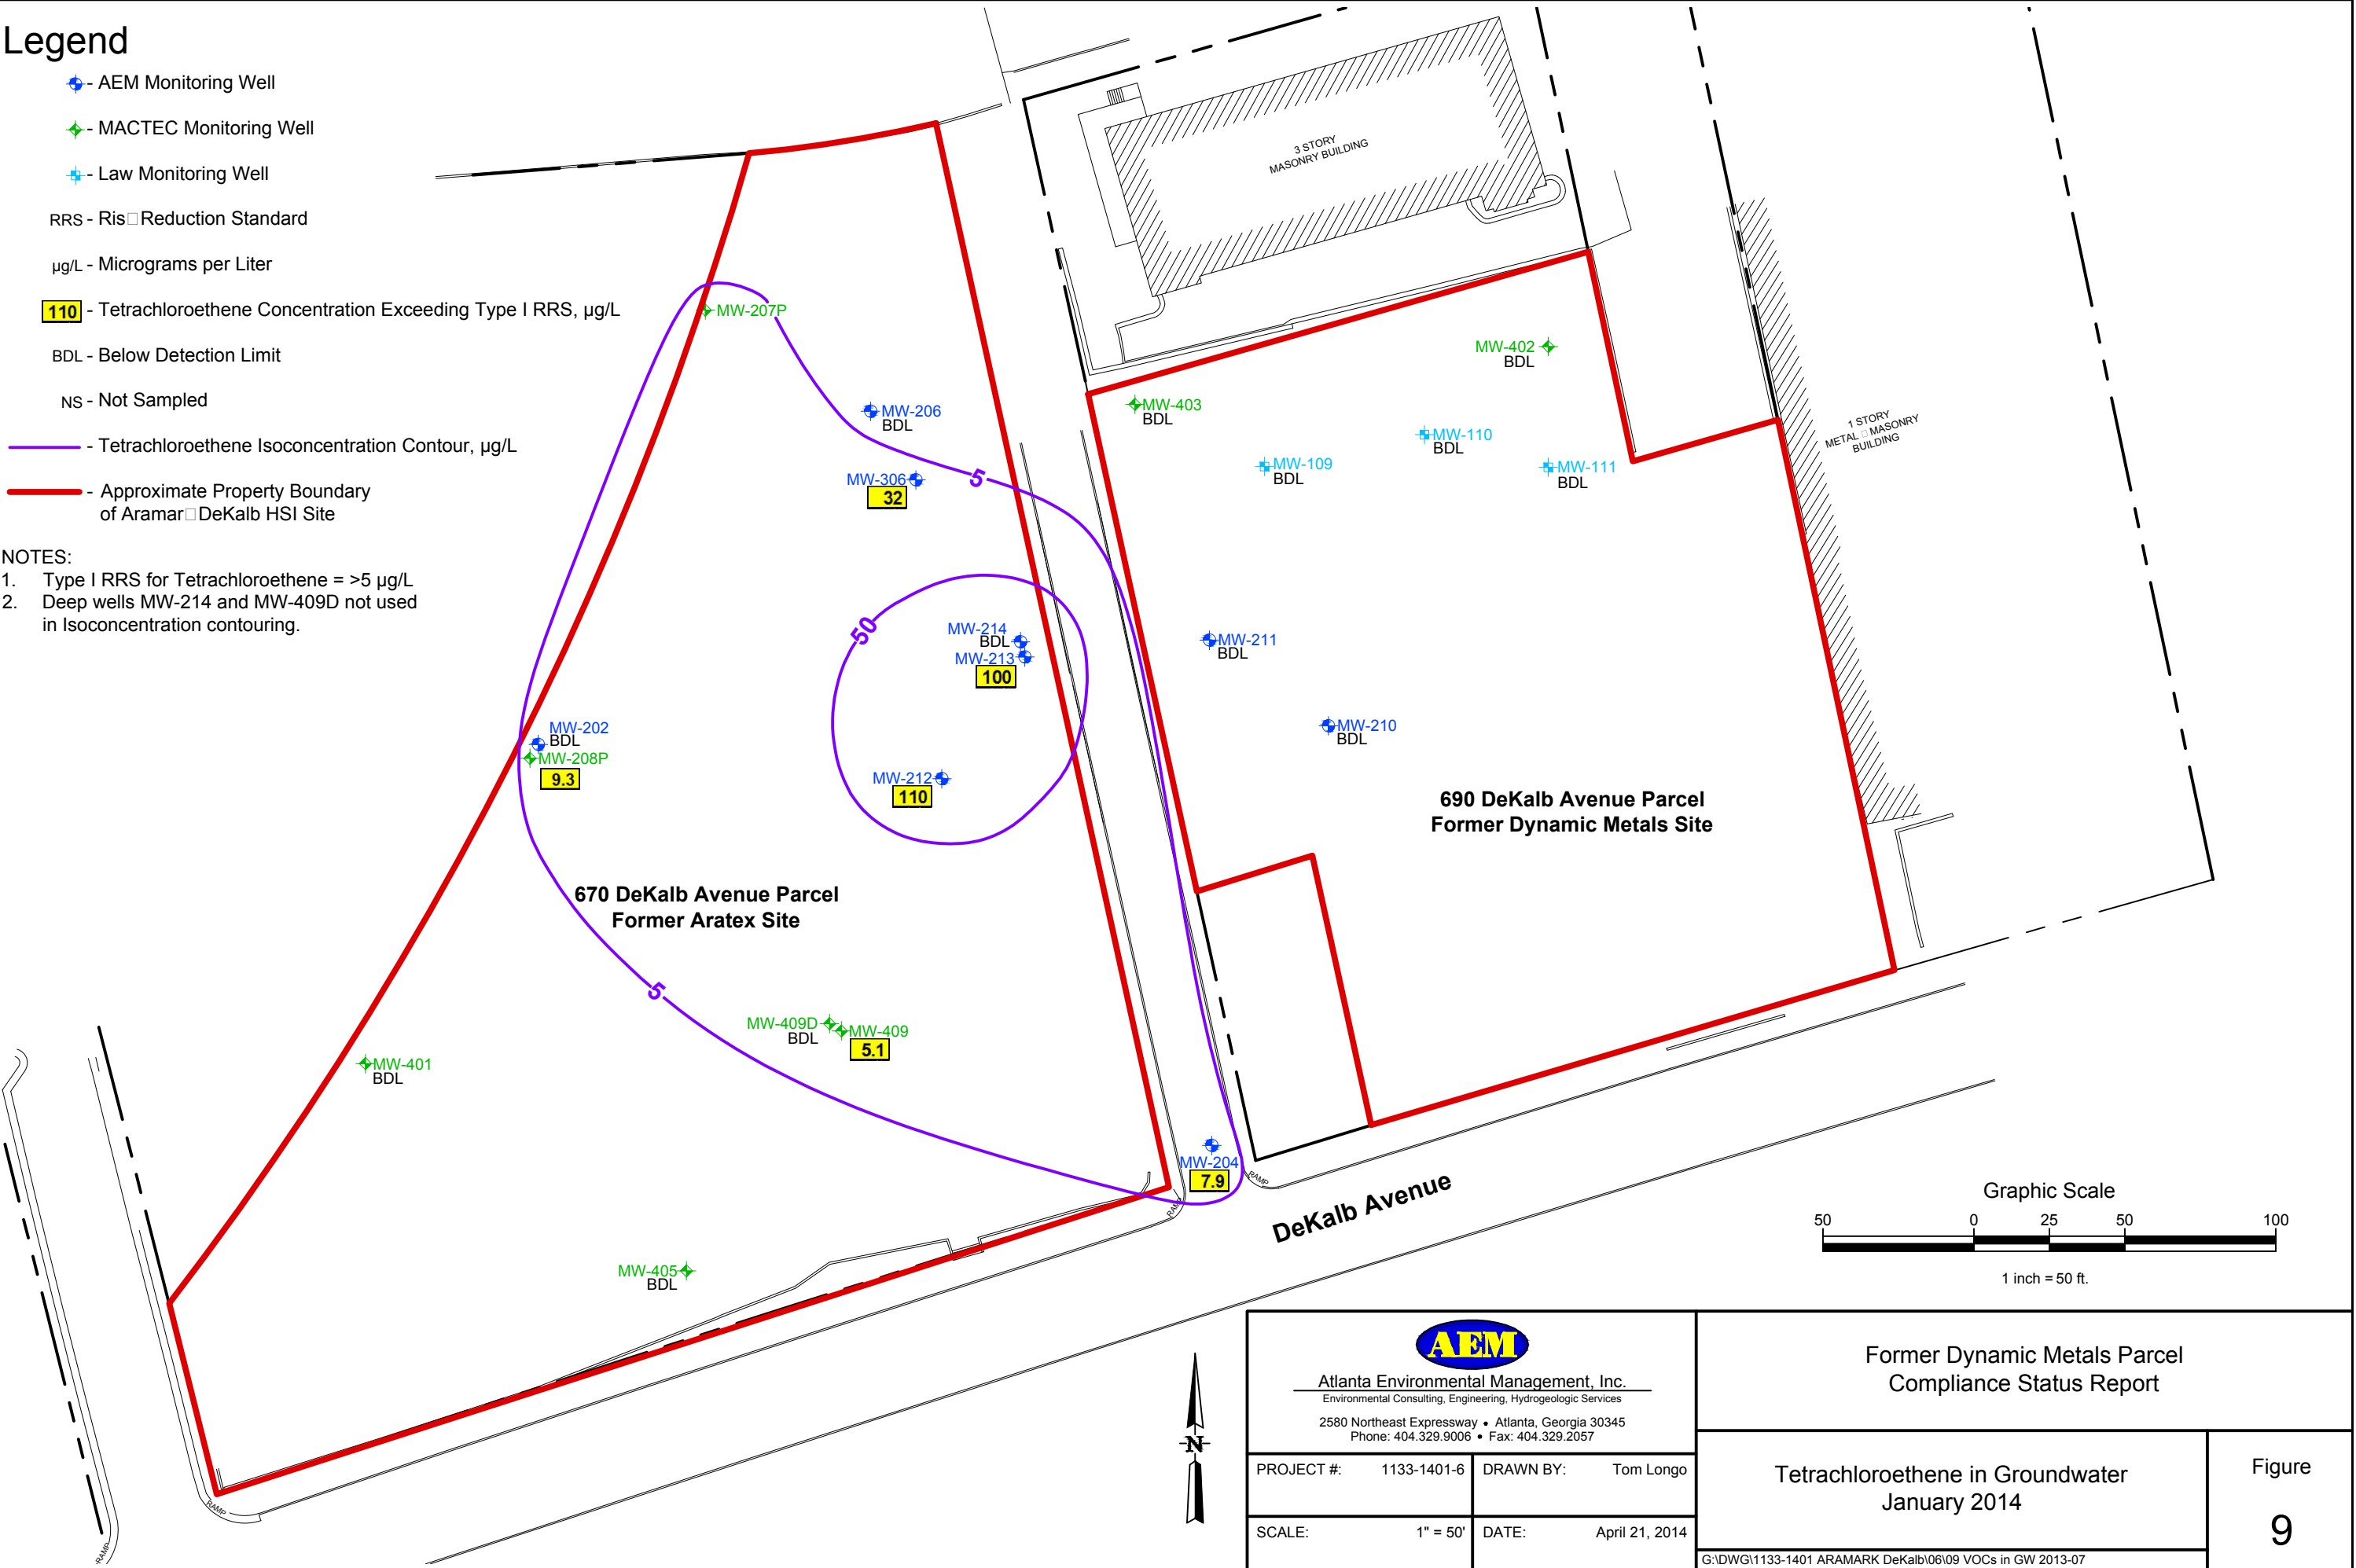 Legend
- AEM Monitoring Well
- MACTEC Monitoring Well
- Law Monitoring Well
RRS - Ris□Reduction Standard
µg/L - Micrograms per Liter
110 - Tetrachloroethene Concentration Exceeding Type I RRS, µg/L
BDL - Below Detection Limit
NS - Not Sampled
- Tetrachloroethene Isoconcentration Contour, µg/L
- Approximate Property Boundary
of Aramar□DeKalb HSI Site
NOTES:
1. Type I RRS for Tetrachloroethene = >5 µg/L
2. Deep wells MW-214 and MW-409D not used
in Isoconcentration contouring.
3 STORY
MASONRY BUILDING
1 STORY
METAL □ MASONRY
BUILDING
MW-207P
MW-206
BDL
MW-306
32
5
50
MW-214
BDL
MW-213
100
MW-202
BDL
MW-208P
9.3
MW-212
110
670 DeKalb Avenue Parcel
Former Aratex Site
5
MW-409D
BDL
MW-409
5.1
MW-401
BDL
MW-405
BDL
MW-204
7.9
MW-402
BDL
MW-403
BDL
MW-110
BDL
MW-109
BDL
MW-111
BDL
MW-211
BDL
MW-210
BDL
690 DeKalb Avenue Parcel
Former Dynamic Metals Site
RAMP
RAMP
RAMP
RAMP
DeKalb Avenue
Graphic Scale
50 0 25 50 100
1 inch = 50 ft.
N
AEM
Atlanta Environmental Management, Inc.
Environmental Consulting, Engineering, Hydrogeologic Services
2580 Northeast Expressway • Atlanta, Georgia 30345
Phone: 404.329.9006 • Fax: 404.329.2057
PROJECT #: 1133-1401-6
DRAWN BY: Tom Longo
SCALE: 1" = 50'
DATE: April 21, 2014
Former Dynamic Metals Parcel
Compliance Status Report
Tetrachloroethene in Groundwater
January 2014
Figure
9
G:\DWG\1133-1401 ARAMARK DeKalb\06\09 VOCs in GW 2013-07